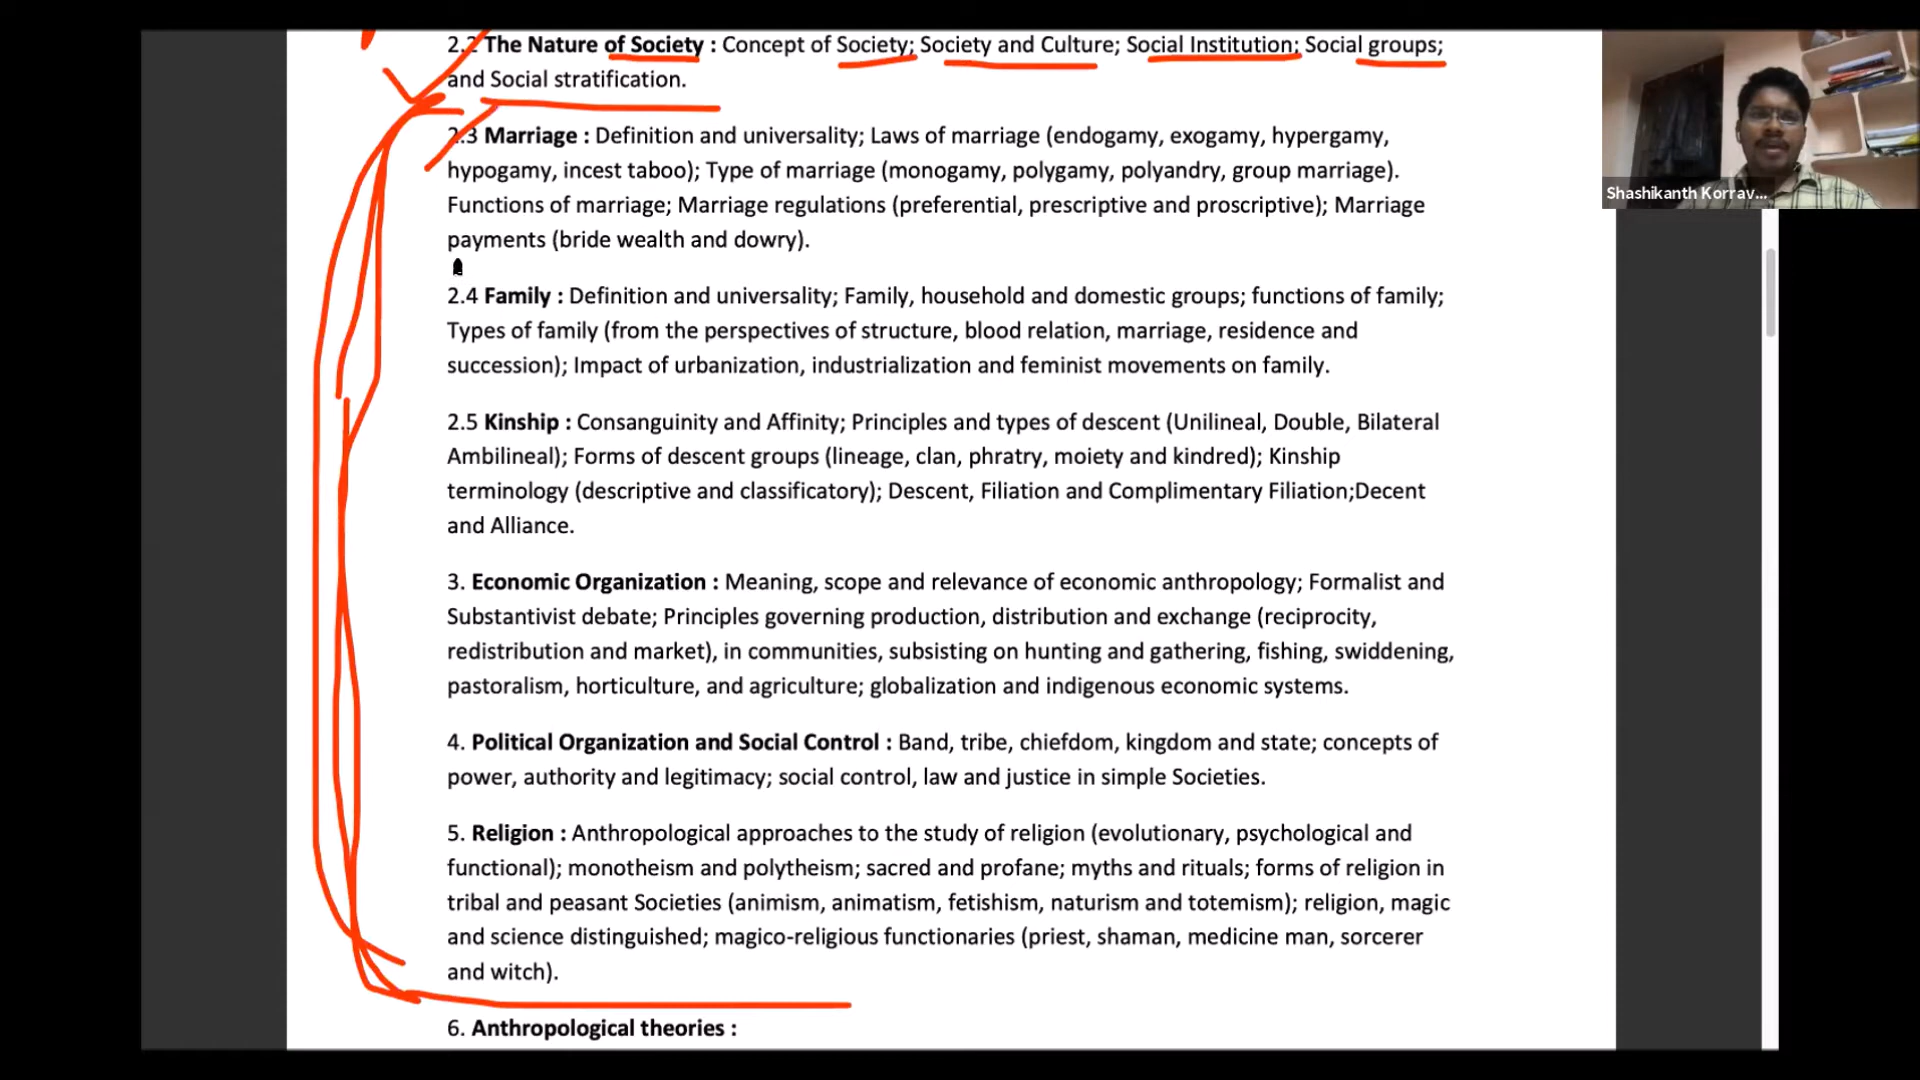 2.2 The Nature of Society : Concept of Society; Society and Culture; Social Institution; Social groups;
and Social stratification.
2.3 Marriage : Definition and universality; Laws of marriage (endogamy, exogamy, hypergamy,
hypogamy, incest taboo); Type of marriage (monogamy, polygamy, polyandry, group marriage).
Functions of marriage; Marriage regulations (preferential, prescriptive and proscriptive); Marriage
payments (bride wealth and dowry).
2.4 Family : Definition and universality; Family, household and domestic groups; functions of family;
Types of family (from the perspectives of structure, blood relation, marriage, residence and
succession); Impact of urbanization, industrialization and feminist movements on family.
2.5 Kinship : Consanguinity and Affinity; Principles and types of descent (Unilineal, Double, Bilateral
Ambilineal); Forms of descent groups (lineage, clan, phratry, moiety and kindred); Kinship
terminology (descriptive and classificatory); Descent, Filiation and Complimentary Filiation;Decent
and Alliance.
3. Economic Organization : Meaning, scope and relevance of economic anthropology; Formalist and
Substantivist debate; Principles governing production, distribution and exchange (reciprocity,
redistribution and market), in communities, subsisting on hunting and gathering, fishing, swiddening,
pastoralism, horticulture, and agriculture; globalization and indigenous economic systems.
4. Political Organization and Social Control : Band, tribe, chiefdom, kingdom and state; concepts of
power, authority and legitimacy; social control, law and justice in simple Societies.
5. Religion : Anthropological approaches to the study of religion (evolutionary, psychological and
functional); monotheism and polytheism; sacred and profane; myths and rituals; forms of religion in
tribal and peasant Societies (animism, animatism, fetishism, naturism and totemism); religion, magic
and science distinguished; magico-religious functionaries (priest, shaman, medicine man, sorcerer
and witch).
6. Anthropological theories :
Shashikanth Korrav...